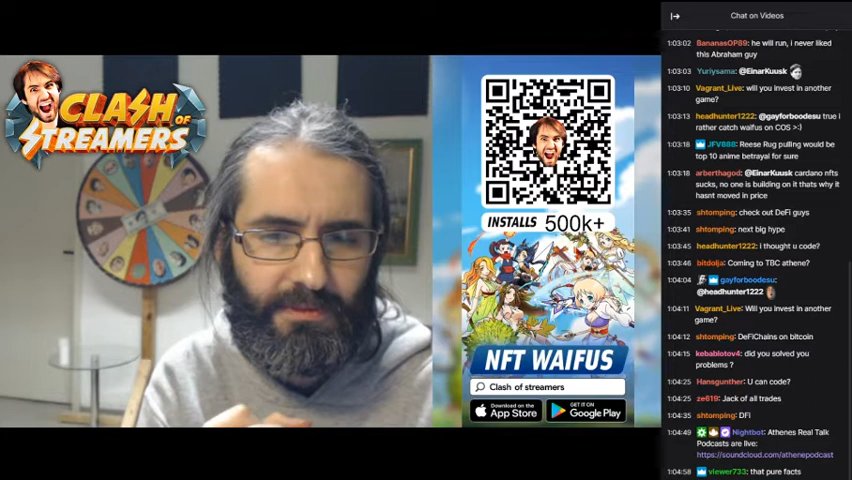 CLASH OF
STREAMERS
INSTALLS 500k+
NFT WAIFUS
Clash of streamers
Download on the
App Store
GET IT ON
Google Play
Chat on Videos
1:03:02 BananasOP89: he will run, i never liked
this Abraham guy
1:03:03 Yuriysama: @EinarKuusk
1:03:10 Vagrant_Live: will you invest in another
game?
1:03:13 headhunter1222: @gayforboodesu true i
rather catch waifus on COS >:)
1:03:18 JFV888: Reese Rug pulling would be
top 10 anime betrayal for sure
1:03:18 arberthagod: @EinarKuusk cardano nfts
sucks, no one is building on it thats why it
hasnt moved in price
1:03:35 shtomping: check out DeFi guys
1:03:41 shtomping: next big hype
1:03:45 headhunter1222: i thought u code?
1:03:46 bitdolja: Coming to TBC athene?
1:04:04 gayforboodesu:
@headhunter1222
1:04:11 Vagrant_Live: Will you invest in another
game?
1:04:12 shtomping: DeFiChains on bitcoin
1:04:15 kebablotov4: did you solved you
problems ?
1:04:25 Hansgunther: U can code?
1:04:25 ze619: Jack of all trades
1:04:35 shtomping: DFi
1:04:49 Nightbot: Athenes Real Talk
Podcasts are live:
https://soundcloud.com/athenepodcast
1:04:58 viewer733: that pure facts